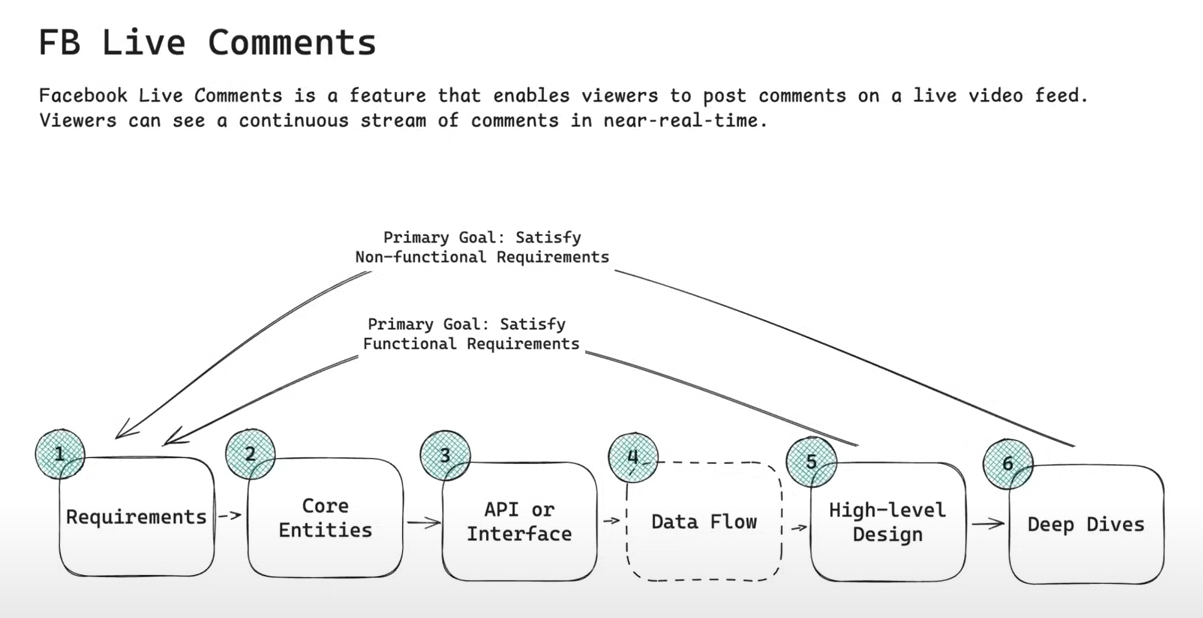 FB Live Comments
Facebook Live Comments is a feature that enables viewers to post comments on a live video feed.
Viewers can see a continuous stream of comments in near-real-time.
Primary Goal: Satisfy
Non-functional Requirements
Primary Goal: Satisfy
Functional Requirements
1
Requirements
2
Core
Entities
3
API or
Interface
4
Data Flow
5
High-level
Design
6
Deep Dives